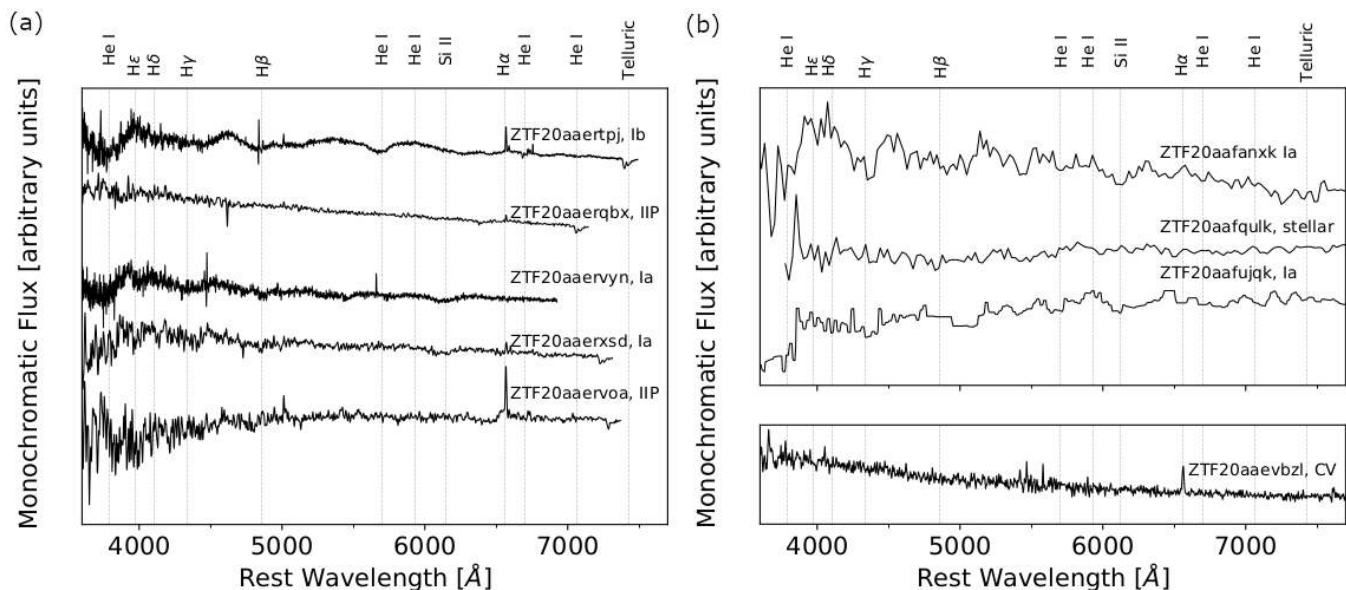 (a)
He I
Hε
Hδ
Hγ
Hβ
He I
He I
Si II
Hα
He I
He I
Telluric
Monochromatic Flux [arbitrary units]
ZTF20aaertpj, Ib
ZTF20aaerqbx, IIP
ZTF20aaervyn, Ia
ZTF20aaerxsd, Ia
ZTF20aaervoa, IIP
4000 5000 6000 7000
Rest Wavelength [Å]
(b)
He I
Hε
Hδ
Hγ
Hβ
He I
He I
Si II
Hα
He I
He I
Telluric
Monochromatic Flux [arbitrary units]
ZTF20aafanxk Ia
ZTF20aafqulk, stellar
ZTF20aafujqk, Ia
ZTF20aaevbzl, CV
4000 5000 6000 7000
Rest Wavelength [Å]